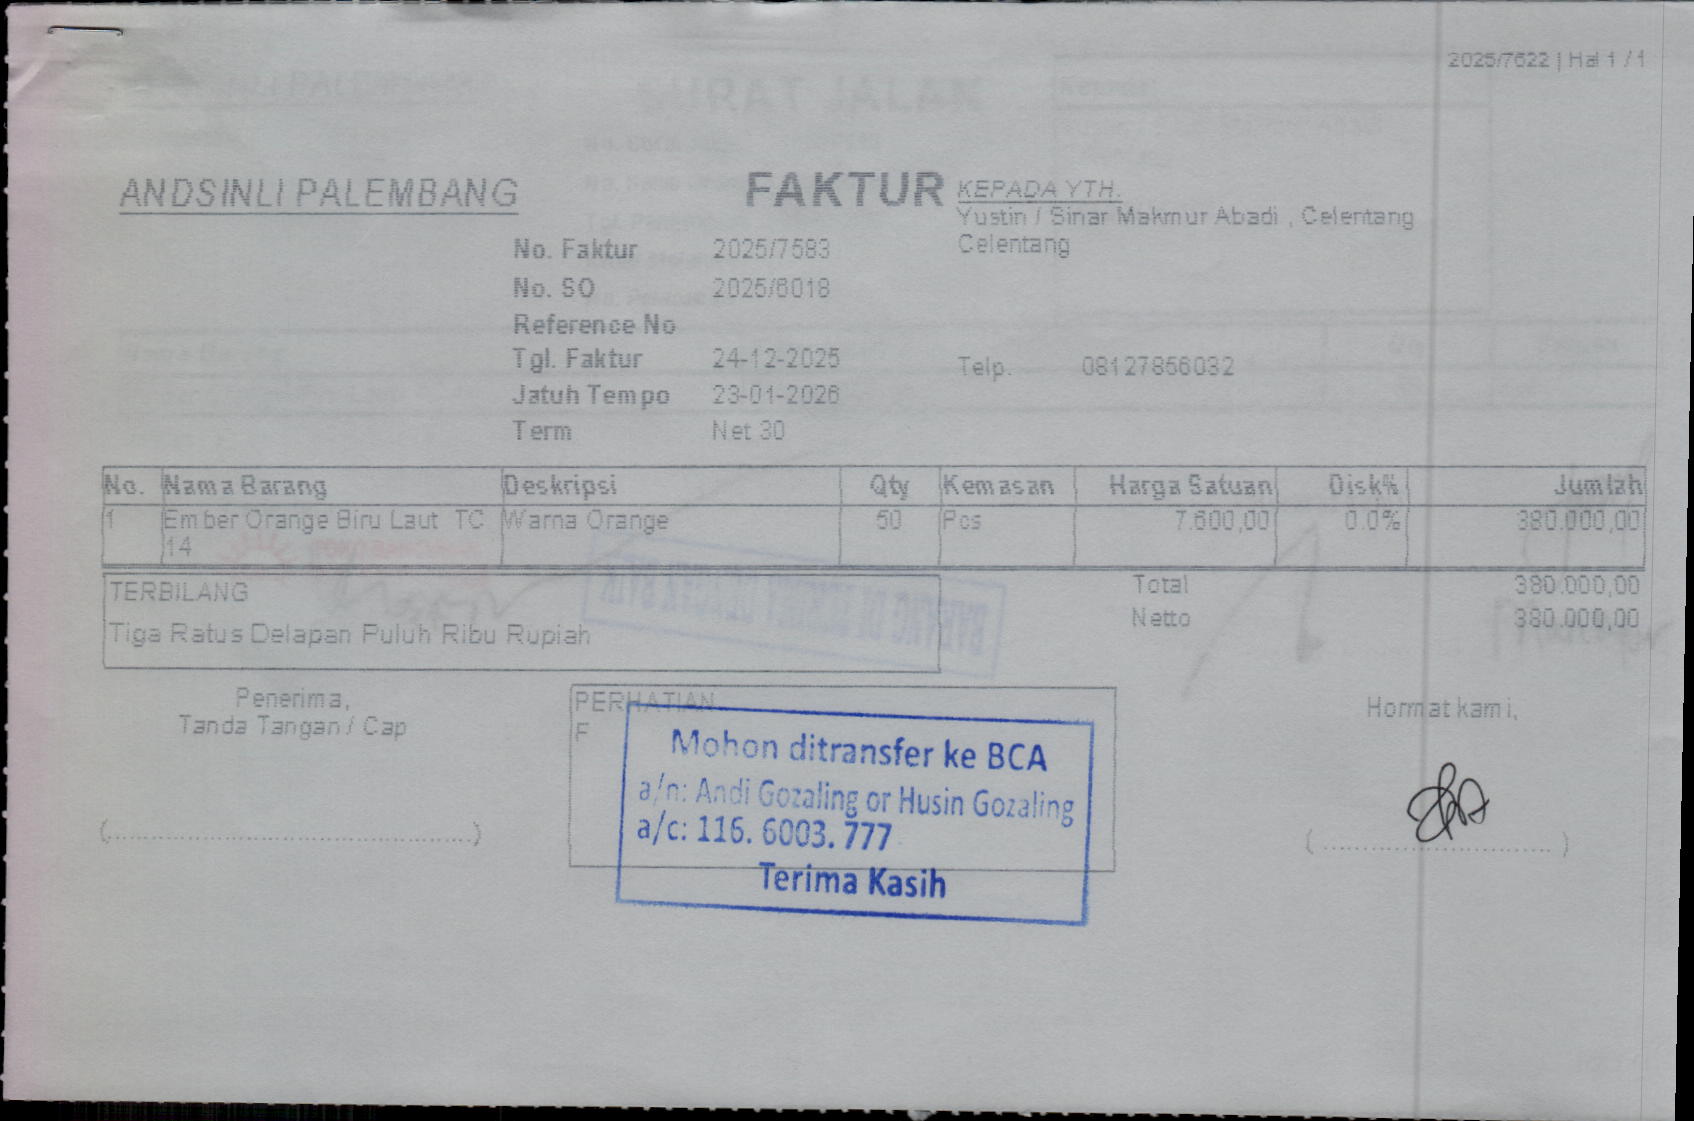 2025/7622 | Hal 1 / 1
ANDSINLI PALEMBANG
FAKTUR
KEPADA YTH.
Yustin / Sinar Makmur Abadi , Celentang
Celentang
No. Faktur 2025/7583
No. SO 2025/6018
Reference No
Tgl. Faktur 24-12-2025
Telp. 08127856032
Jatuh Tempo 23-01-2026
Term Net 30
No. Nama Barang Deskripsi Qty Kemasan Harga Satuan Disk% Jumlah
1 Ember Orange Biru Laut TC Warna Orange 50 Pcs 7.600,00 0.0% 380.000,00
14
TERBILANG
Tiga Ratus Delapan Puluh Ribu Rupiah
Total 380.000,00
Netto 380.000,00
Penerima,
Tanda Tangan / Cap
PERHATIAN
F
Mohon ditransfer ke BCA
a/n: Andi Gozaling or Husin Gozaling
a/c: 116. 6003. 777
Terima Kasih
Hormat kami,
SURAT JALAN